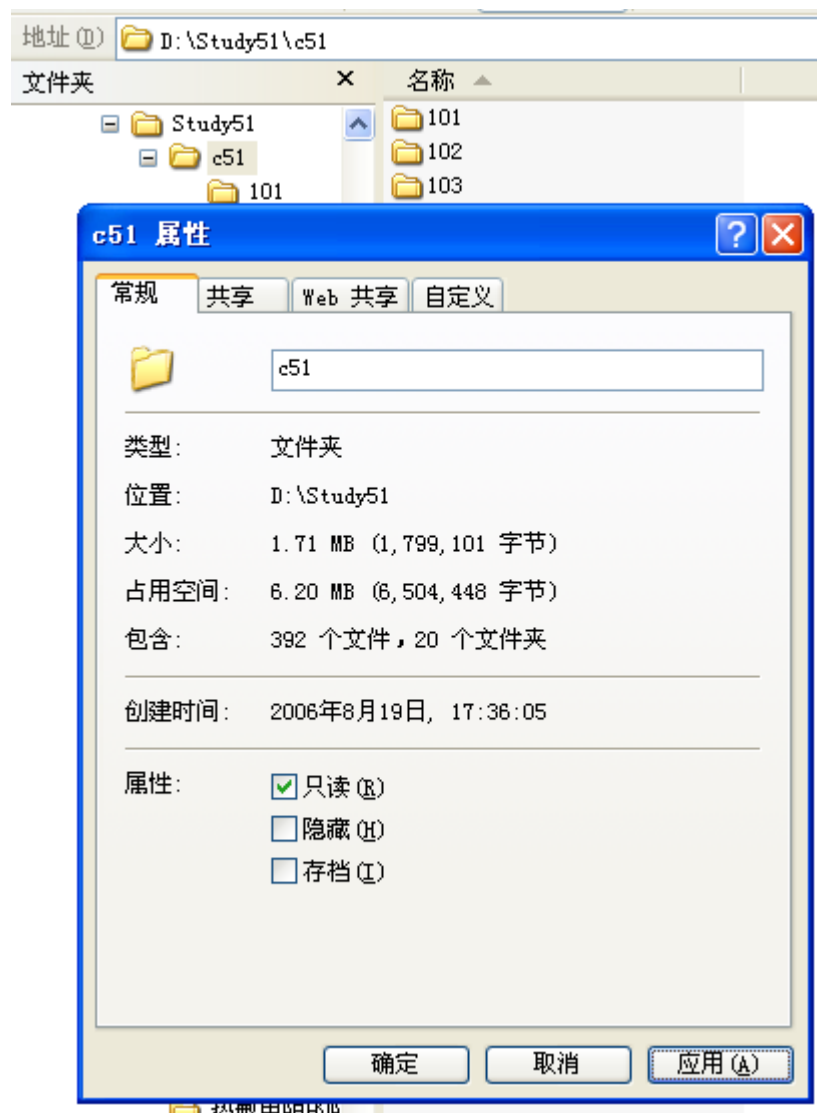 地址(D) D:\Study51\c51
文件夹 名称
Study51
c51
101
101
102
103
c51 属性
常规 共享 Web 共享 自定义
c51
类型: 文件夹
位置: D:\Study51
大小: 1.71 MB (1,799,101 字节)
占用空间: 6.20 MB (6,504,448 字节)
包含: 392 个文件，20 个文件夹
创建时间: 2006年8月19日, 17:36:05
属性: 只读(R)
隐藏(H)
存档(I)
确定 取消 应用(A)